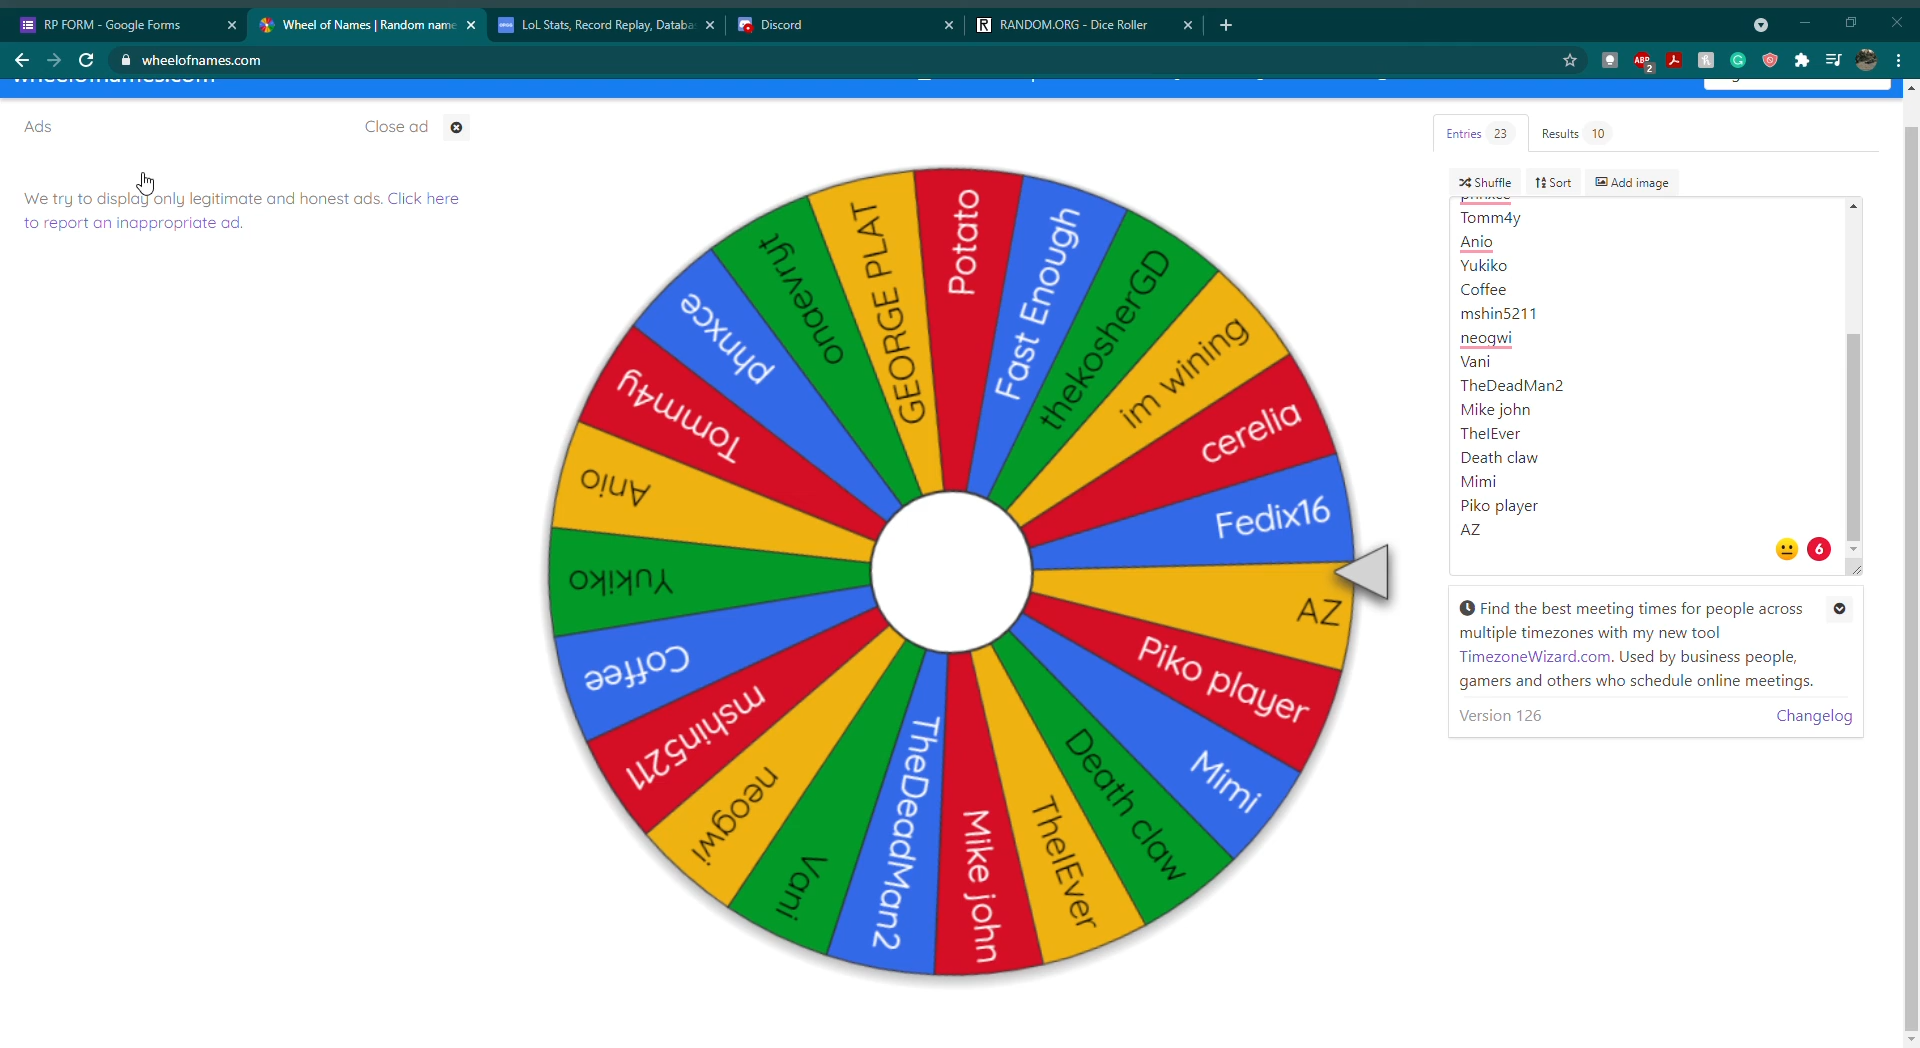 RP FORM - Google Forms
Wheel of Names | Random name
LoL Stats, Record Replay, Databa
Discord
RANDOM.ORG - Dice Roller
wheelofnames.com
ABP
2
wheelofnames.com
Ads
Close ad
We try to display only legitimate and honest ads. Click here
to report an inappropriate ad.
Potato
Fast Enough
thekosherGD
im wining
cerelia
Fedix16
AZ
Piko player
Mimi
Death claw
TheIEver
Mike john
TheDeadMan2
Vani
neogwi
mshin5211
Coffee
Yukiko
Anio
Tomm4y
phnxce
onaevryt
GEORGE PLAT
Entries 23
Results 10
Shuffle
Sort
Add image
phnxce
Tomm4y
Anio
Yukiko
Coffee
mshin5211
neogwi
Vani
TheDeadMan2
Mike john
TheIEver
Death claw
Mimi
Piko player
AZ
6
Find the best meeting times for people across
multiple timezones with my new tool
TimezoneWizard.com. Used by business people,
gamers and others who schedule online meetings.
Version 126
Changelog